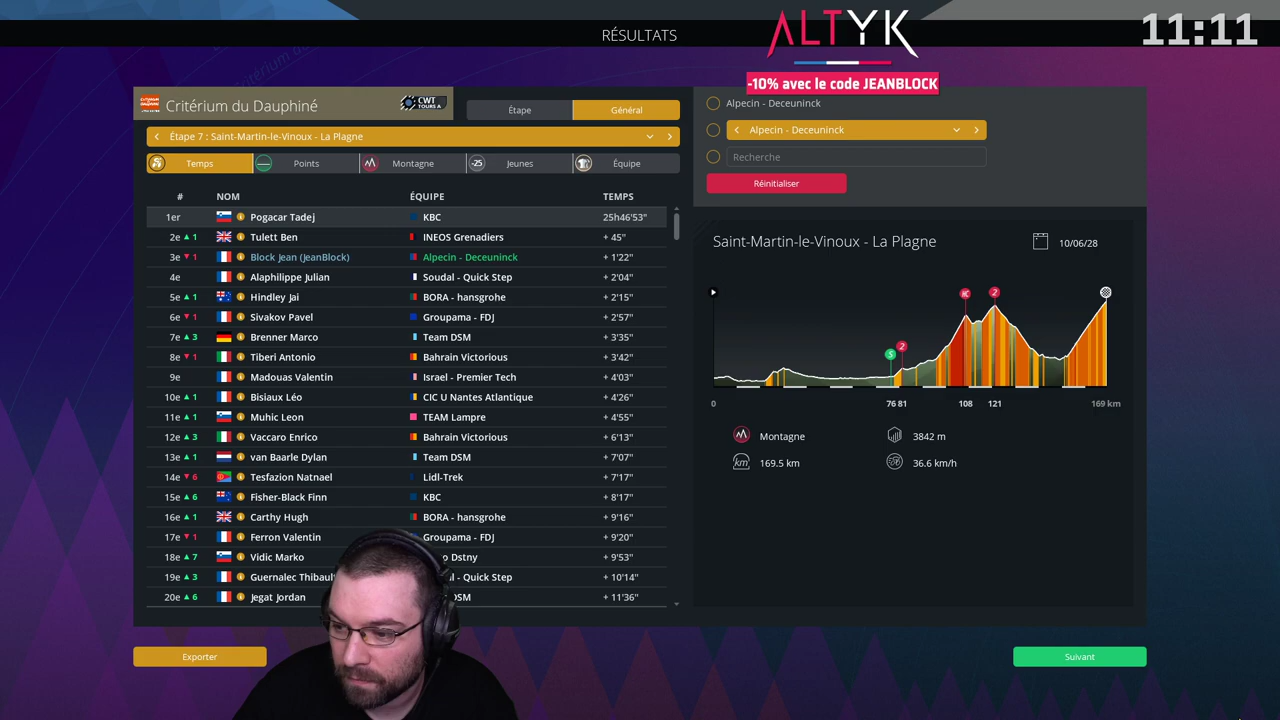 RÉSULTATS
ALTYK
11:11
-10% avec le code JEANBLOCK
Critérium du Dauphiné
CWT
TOURS A
Étape
Général
Étape 7 : Saint-Martin-le-Vinoux - La Plagne
Temps
Points
Montagne
-25
Jeunes
Équipe
# NOM ÉQUIPE TEMPS
1er Pogacar Tadej KBC 25h46'53"
2e 1 Tulett Ben INEOS Grenadiers + 45"
3e 1 Block Jean (JeanBlock) Alpecin - Deceuninck + 1'22"
4e Alaphilippe Julian Soudal - Quick Step + 2'04"
5e 1 Hindley Jai BORA - hansgrohe + 2'15"
6e 1 Sivakov Pavel Groupama - FDJ + 2'57"
7e 3 Brenner Marco Team DSM + 3'35"
8e 1 Tiberi Antonio Bahrain Victorious + 3'42"
9e Madouas Valentin Israel - Premier Tech + 4'03"
10e 1 Bisiaux Léo CIC U Nantes Atlantique + 4'26"
11e 1 Muhic Leon TEAM Lampre + 4'55"
12e 3 Vaccaro Enrico Bahrain Victorious + 6'13"
13e 1 van Baarle Dylan Team DSM + 7'07"
14e 6 Tesfazion Natnael Lidl-Trek + 7'17"
15e 6 Fisher-Black Finn KBC + 8'17"
16e 1 Carthy Hugh BORA - hansgrohe + 9'16"
17e 1 Ferron Valentin Groupama - FDJ + 9'20"
18e 7 Vidic Marko Dstny + 9'53"
19e 3 Guernalec Thibau - Quick Step + 10'14"
20e 6 Jegat Jordan DSM + 11'36"
Alpecin - Deceuninck
Alpecin - Deceuninck
Recherche
Réinitialiser
Saint-Martin-le-Vinoux - La Plagne
10/06/28
S 2 2
0 76 81 108 121 169 km
Montagne
3842 m
km 169.5 km
36.6 km/h
Exporter
Suivant